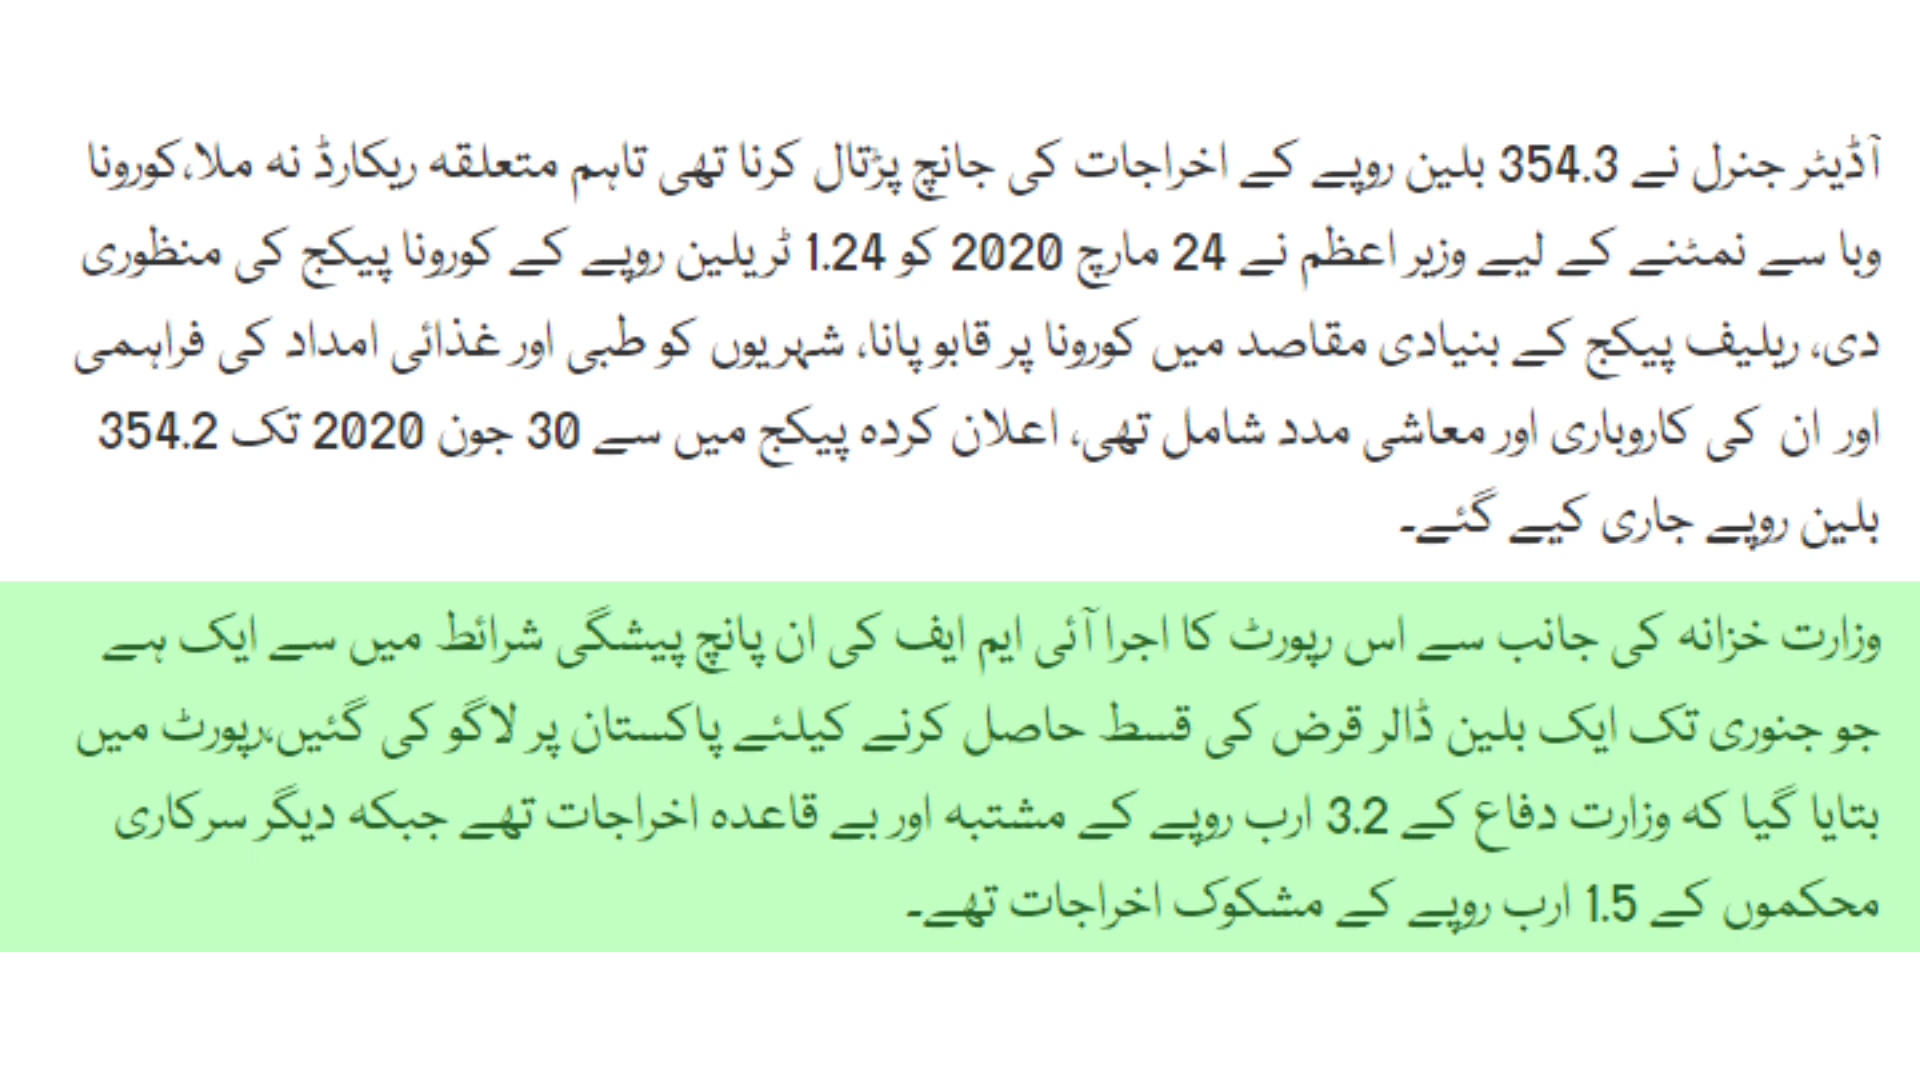 آڈیٹر جنرل نے 354.3 بلین روپے کے اخراجات کی جانچ پڑتال کرنا تھی تاہم متعلقہ ریکارڈ نہ ملا،کورونا
وبا سے نمٹنے کے لیے وزیر اعظم نے 24 مارچ 2020 کو 1.24 ٹریلین روپے کے کورونا پیکج کی منظوری
دی، ریلیف پیکج کے بنیادی مقاصد میں کورونا پر قابو پانا، شہریوں کو طبی اور غذائی امداد کی فراہمی
اور ان کی کاروباری اور معاشی مدد شامل تھی، اعلان کردہ پیکج میں سے 30 جون 2020 تک 354.2
بلین روپے جاری کیے گئے۔
وزارت خزانہ کی جانب سے اس رپورٹ کا اجرا آئی ایم ایف کی ان پانچ پیشگی شرائط میں سے ایک ہے
جو جنوری تک ایک بلین ڈالر قرض کی قسط حاصل کرنے کیلئے پاکستان پر لاگو کی گئیں،رپورٹ میں
بتایا گیا کہ وزارت دفاع کے 3.2 ارب روپے کے مشتبہ اور بے قاعدہ اخراجات تھے جبکہ دیگر سرکاری
محکموں کے 1.5 ارب روپے کے مشکوک اخراجات تھے۔